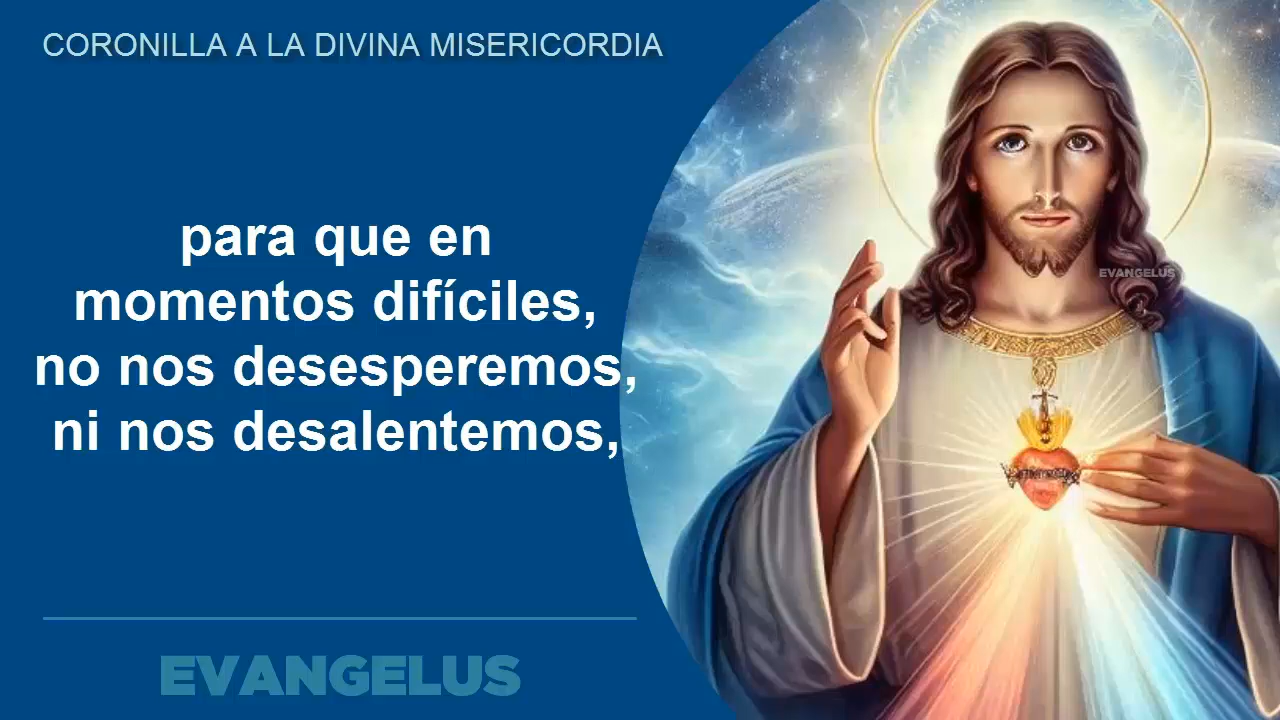 CORONILLA A LA DIVINA MISERICORDIA
para que en
momentos difíciles,
no nos desesperemos,
ni nos desalentemos,
EVANGELUS
EVANGELUS